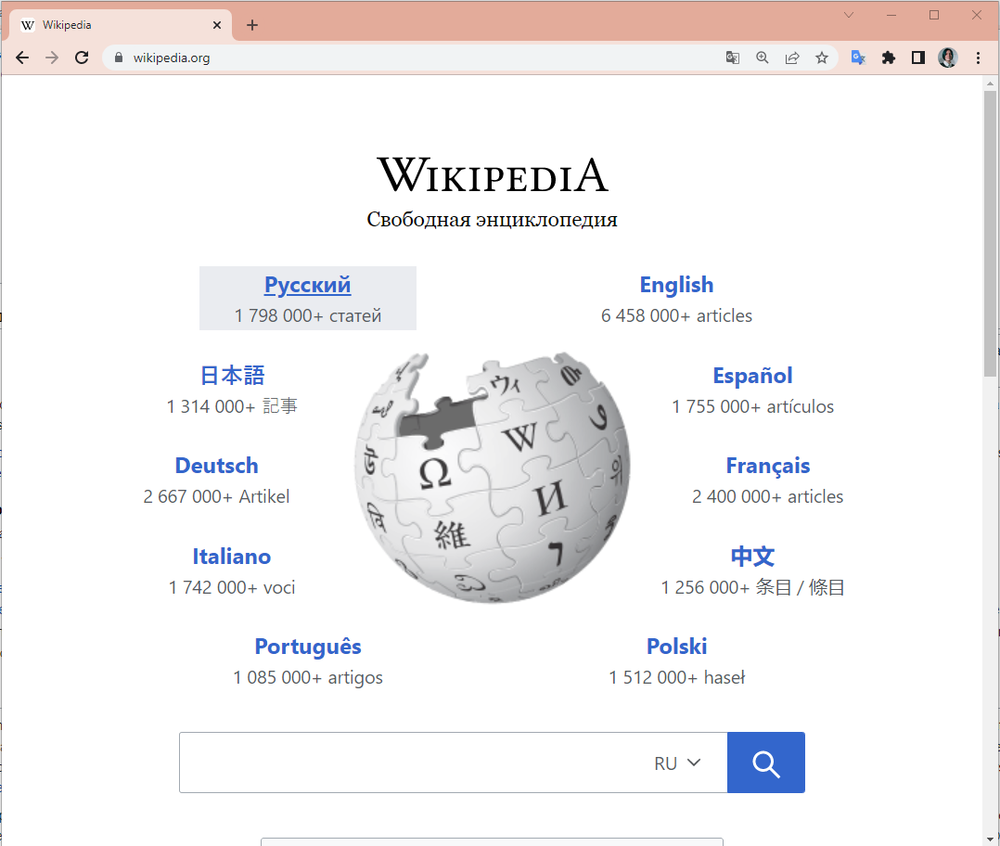 Wikipedia
wikipedia.org
WIKIPEDIA
Свободная энциклопедия
Русский
1 798 000+ статей
English
6 458 000+ articles
日本語
1 314 000+ 記事
Español
1 755 000+ artículos
Deutsch
2 667 000+ Artikel
Français
2 400 000+ articles
Italiano
1 742 000+ voci
中文
1 256 000+ 条目 / 條目
Português
1 085 000+ artigos
Polski
1 512 000+ haseł
ウィ
W
Ω
И
維
RU